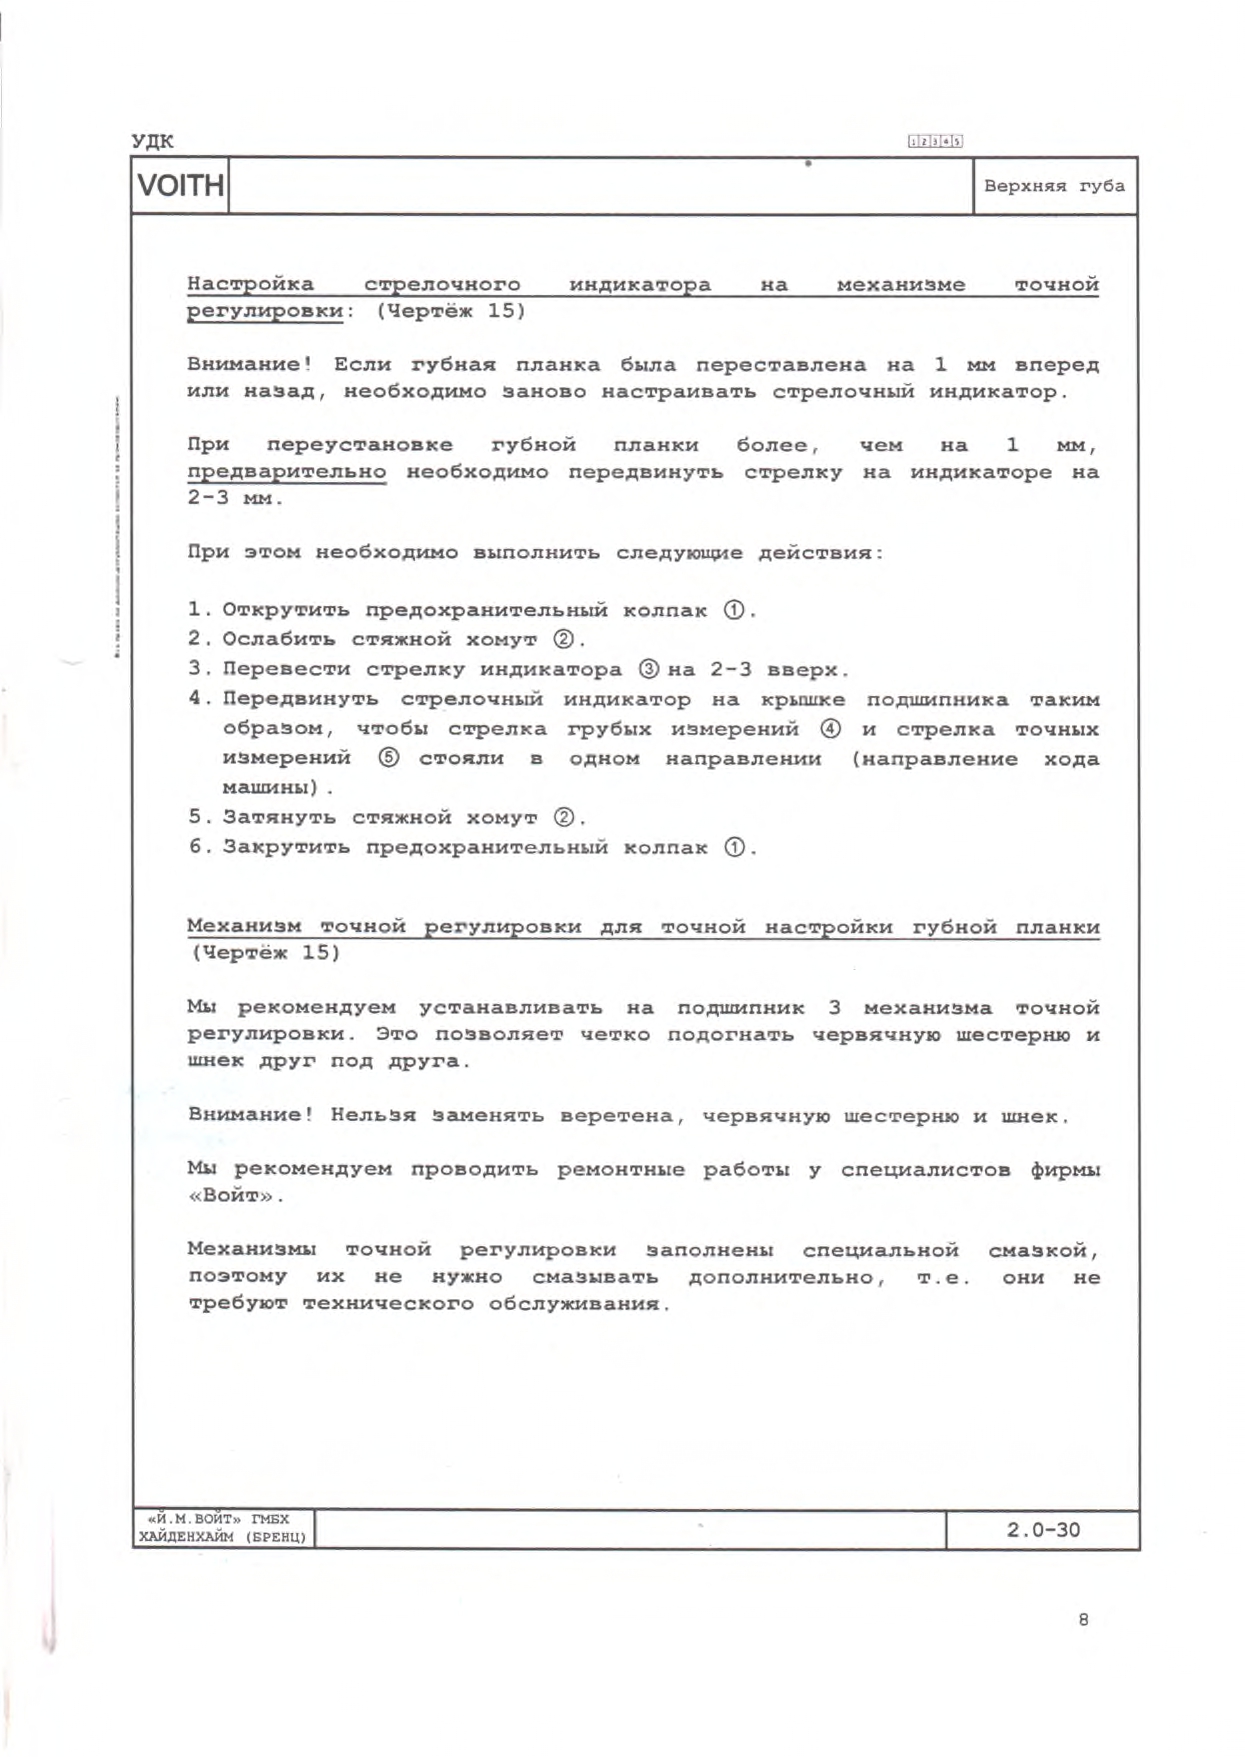 УДК
1 2 3 4 5
VOITH
Верхняя губа
Настройка стрелочного индикатора на механизме точной
регулировки: (Чертёж 15)
Внимание! Если губная планка была переставлена на 1 мм вперед
или назад, необходимо заново настраивать стрелочный индикатор.
При переустановке губной планки более, чем на 1 мм,
предварительно необходимо передвинуть стрелку на индикаторе на
2-3 мм.
При этом необходимо выполнить следующие действия:
1. Открутить предохранительный колпак ①.
2. Ослабить стяжной хомут ②.
3. Перевести стрелку индикатора ③ на 2-3 вверх.
4. Передвинуть стрелочный индикатор на крышке подшипника таким
образом, чтобы стрелка грубых измерений ④ и стрелка точных
измерений ⑤ стояли в одном направлении (направление хода
машины).
5. Затянуть стяжной хомут ②.
6. Закрутить предохранительный колпак ①.
Механизм точной регулировки для точной настройки губной планки
(Чертёж 15)
Мы рекомендуем устанавливать на подшипник 3 механизма точной
регулировки. Это позволяет четко подогнать червячную шестерню и
шнек друг под друга.
Внимание! Нельзя заменять веретена, червячную шестерню и шнек.
Мы рекомендуем проводить ремонтные работы у специалистов фирмы
«Войт».
Механизмы точной регулировки заполнены специальной смазкой,
поэтому их не нужно смазывать дополнительно, т.е. они не
требуют технического обслуживания.
«Й.М.ВОЙТ» ГМБХ
ХАЙДЕНХАЙМ (БРЕНЦ)
2.0-30
8